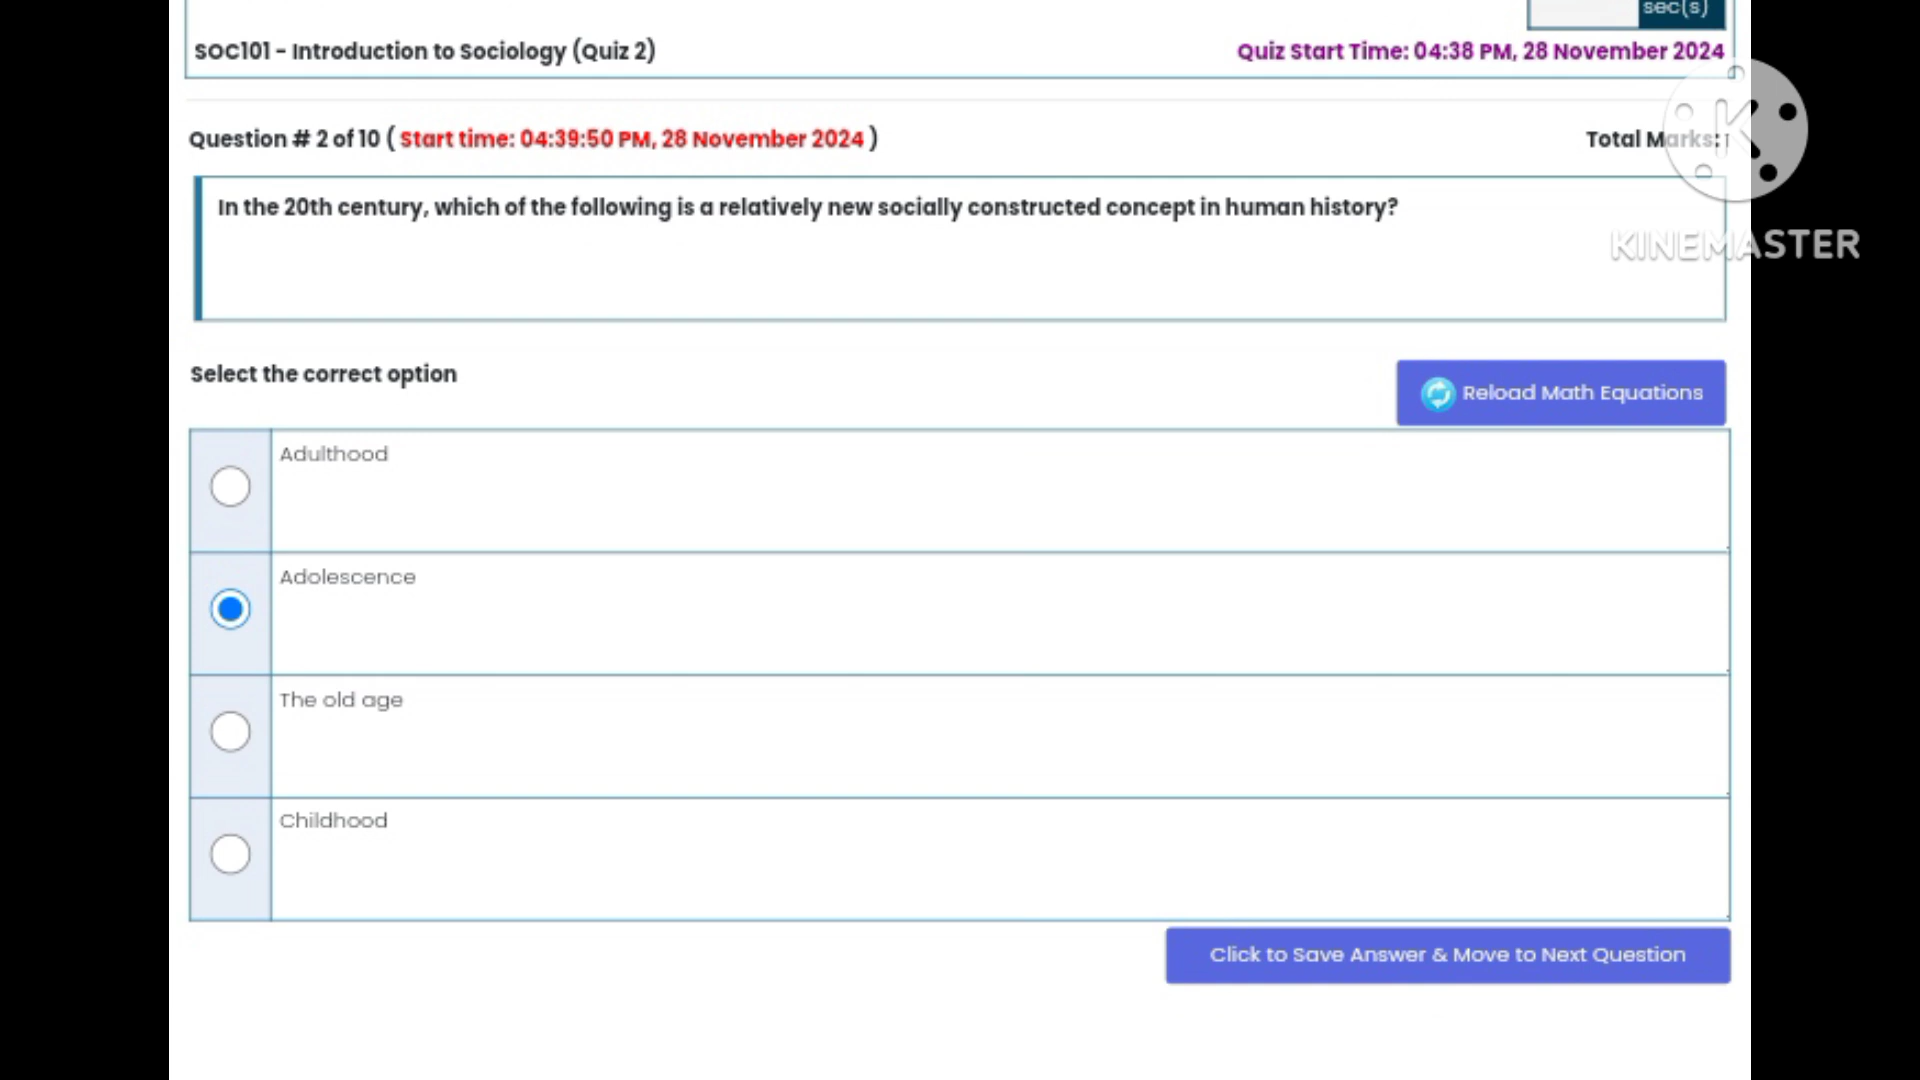 sec(s)
SOC101 - Introduction to Sociology (Quiz 2)
Quiz Start Time: 04:38 PM, 28 November 2024
Question # 2 of 10 ( Start time: 04:39:50 PM, 28 November 2024 )
Total Marks: 1
In the 20th century, which of the following is a relatively new socially constructed concept in human history?
KINEMASTER
Select the correct option
Reload Math Equations
Adulthood
Adolescence
The old age
Childhood
Click to Save Answer & Move to Next Question